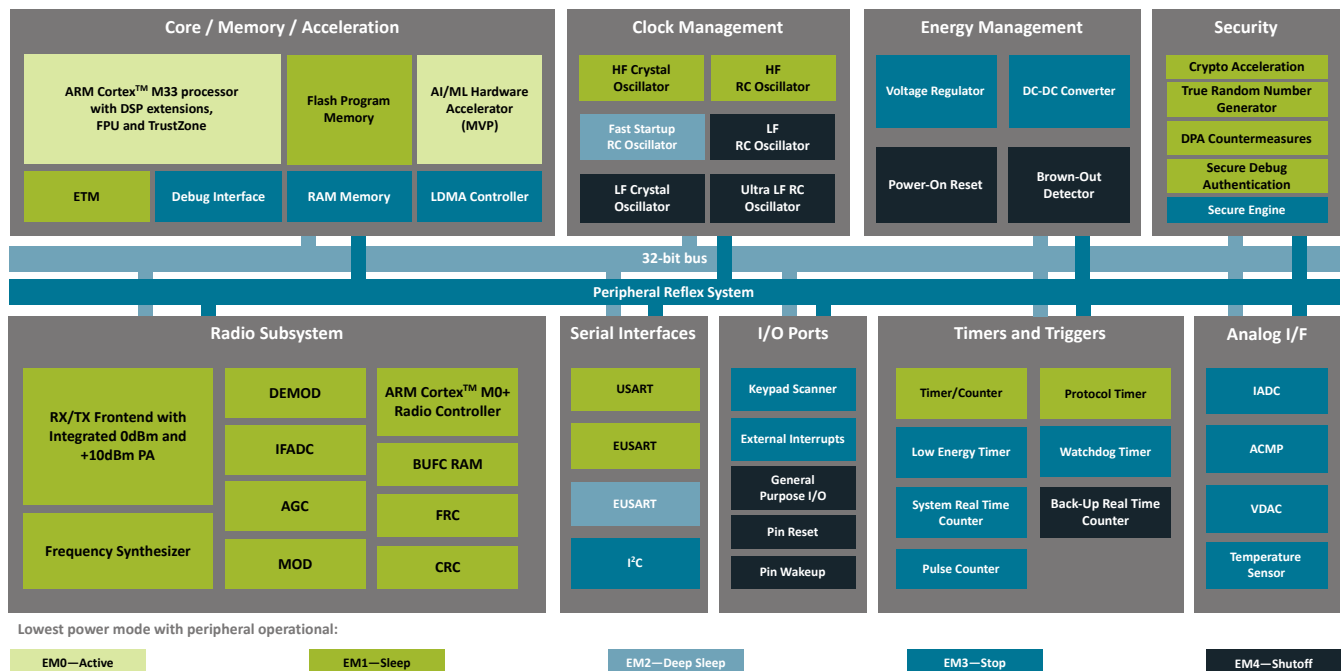 Core / Memory / Acceleration
ARM Cortex™ M33 processor
with DSP extensions,
FPU and TrustZone
Flash Program
Memory
AI/ML Hardware
Accelerator
(MVP)
ETM
Debug Interface
RAM Memory
LDMA Controller
Clock Management
HF Crystal
Oscillator
HF
RC Oscillator
Fast Startup
RC Oscillator
LF
RC Oscillator
LF Crystal
Oscillator
Ultra LF RC
Oscillator
Energy Management
Voltage Regulator
DC-DC Converter
Power-On Reset
Brown-Out
Detector
Security
Crypto Acceleration
True Random Number
Generator
DPA Countermeasures
Secure Debug
Authentication
Secure Engine
32-bit bus
Peripheral Reflex System
Radio Subsystem
RX/TX Frontend with
Integrated 0dBm and
+10dBm PA
Frequency Synthesizer
DEMOD
IFADC
AGC
MOD
ARM Cortex™ M0+
Radio Controller
BUFC RAM
FRC
CRC
Serial Interfaces
USART
EUSART
EUSART
I²C
I/O Ports
Keypad Scanner
External Interrupts
General
Purpose I/O
Pin Reset
Pin Wakeup
Timers and Triggers
Timer/Counter
Protocol Timer
Low Energy Timer
Watchdog Timer
System Real Time
Counter
Back-Up Real Time
Counter
Pulse Counter
Analog I/F
IADC
ACMP
VDAC
Temperature
Sensor
Lowest power mode with peripheral operational:
EM0—Active
EM1—Sleep
EM2—Deep Sleep
EM3—Stop
EM4—Shutoff